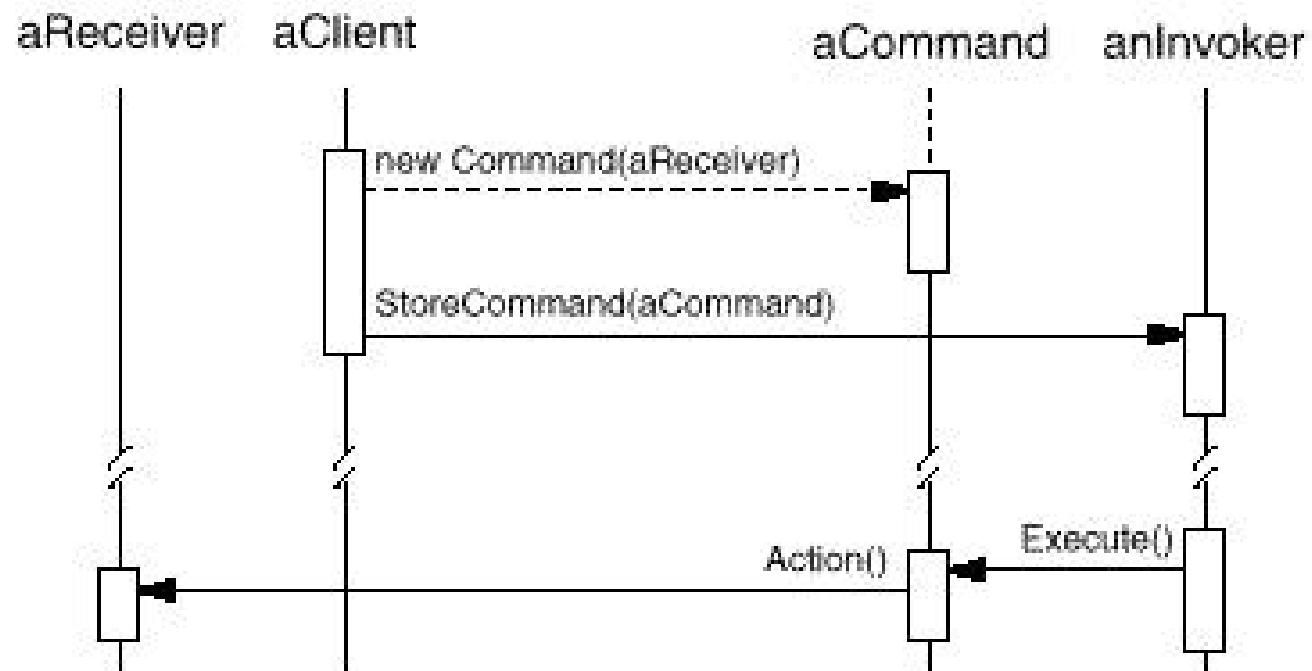 aReceiver
aClient
aCommand
anInvoker
new Command(aReceiver)
StoreCommand(aCommand)
Execute()
Action()